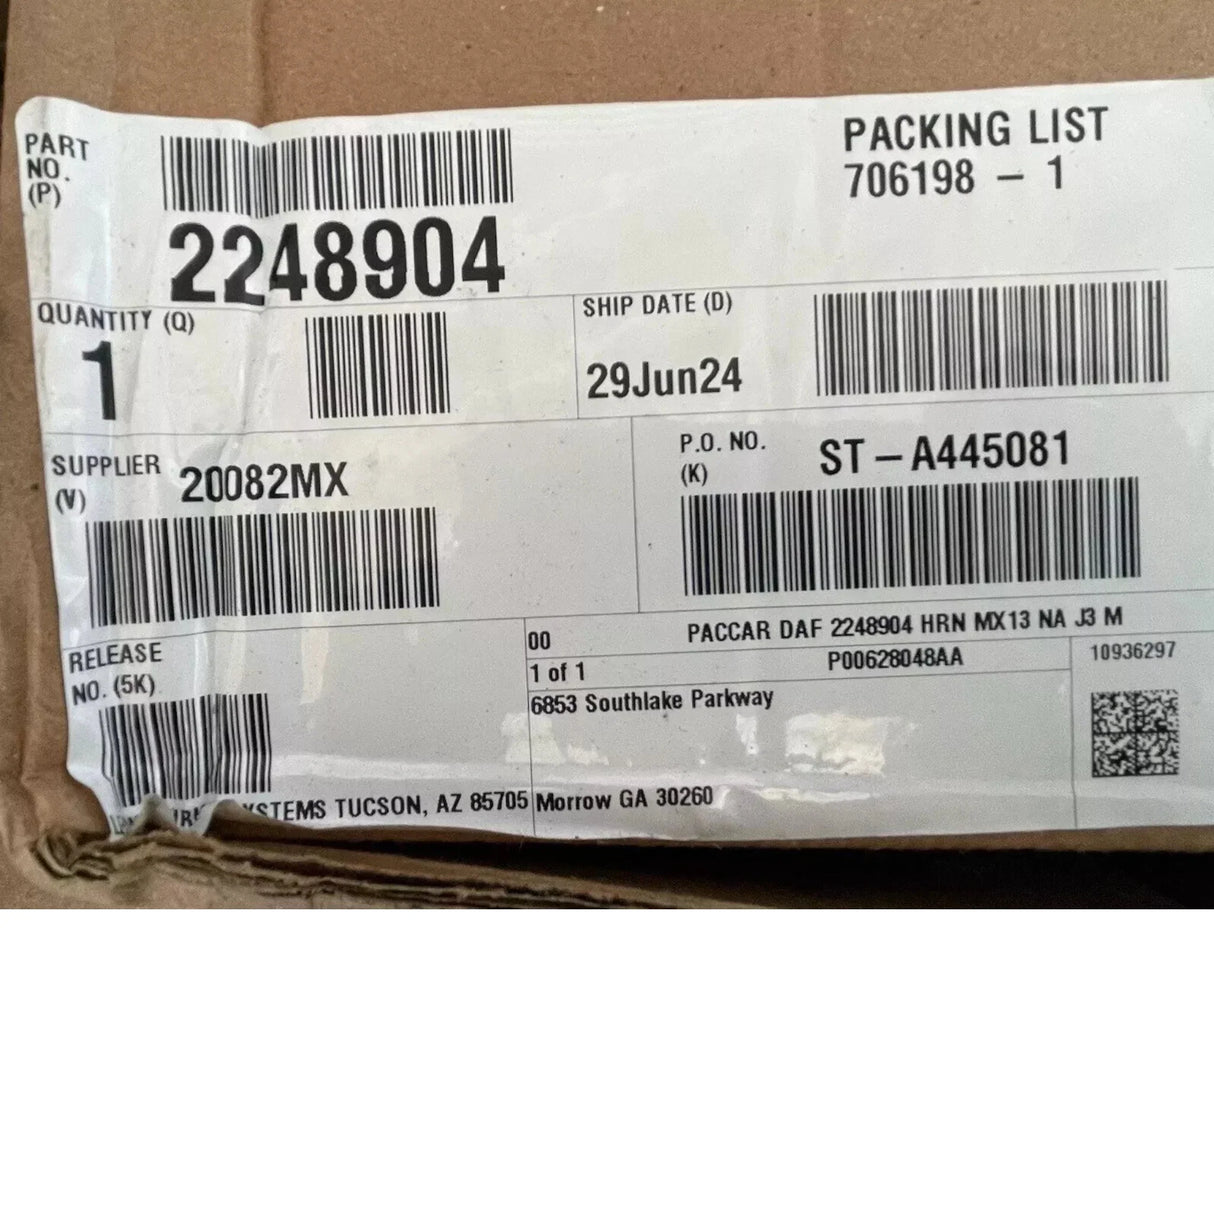 PART
NO.
(P)
2248904
PACKING LIST
706198 - 1
QUANTITY (Q)
1
SHIP DATE (D)
29Jun24
SUPPLIER
(V)
20082MX
P.O. NO.
(K)
ST-A445081
RELEASE
NO. (5K)
00
PACCAR DAF 2248904 HRN MX13 NA J3 M
1 of 1
P00628048AA
10936297
6853 Southlake Parkway
TUCSON, AZ 85705
Morrow GA 30260